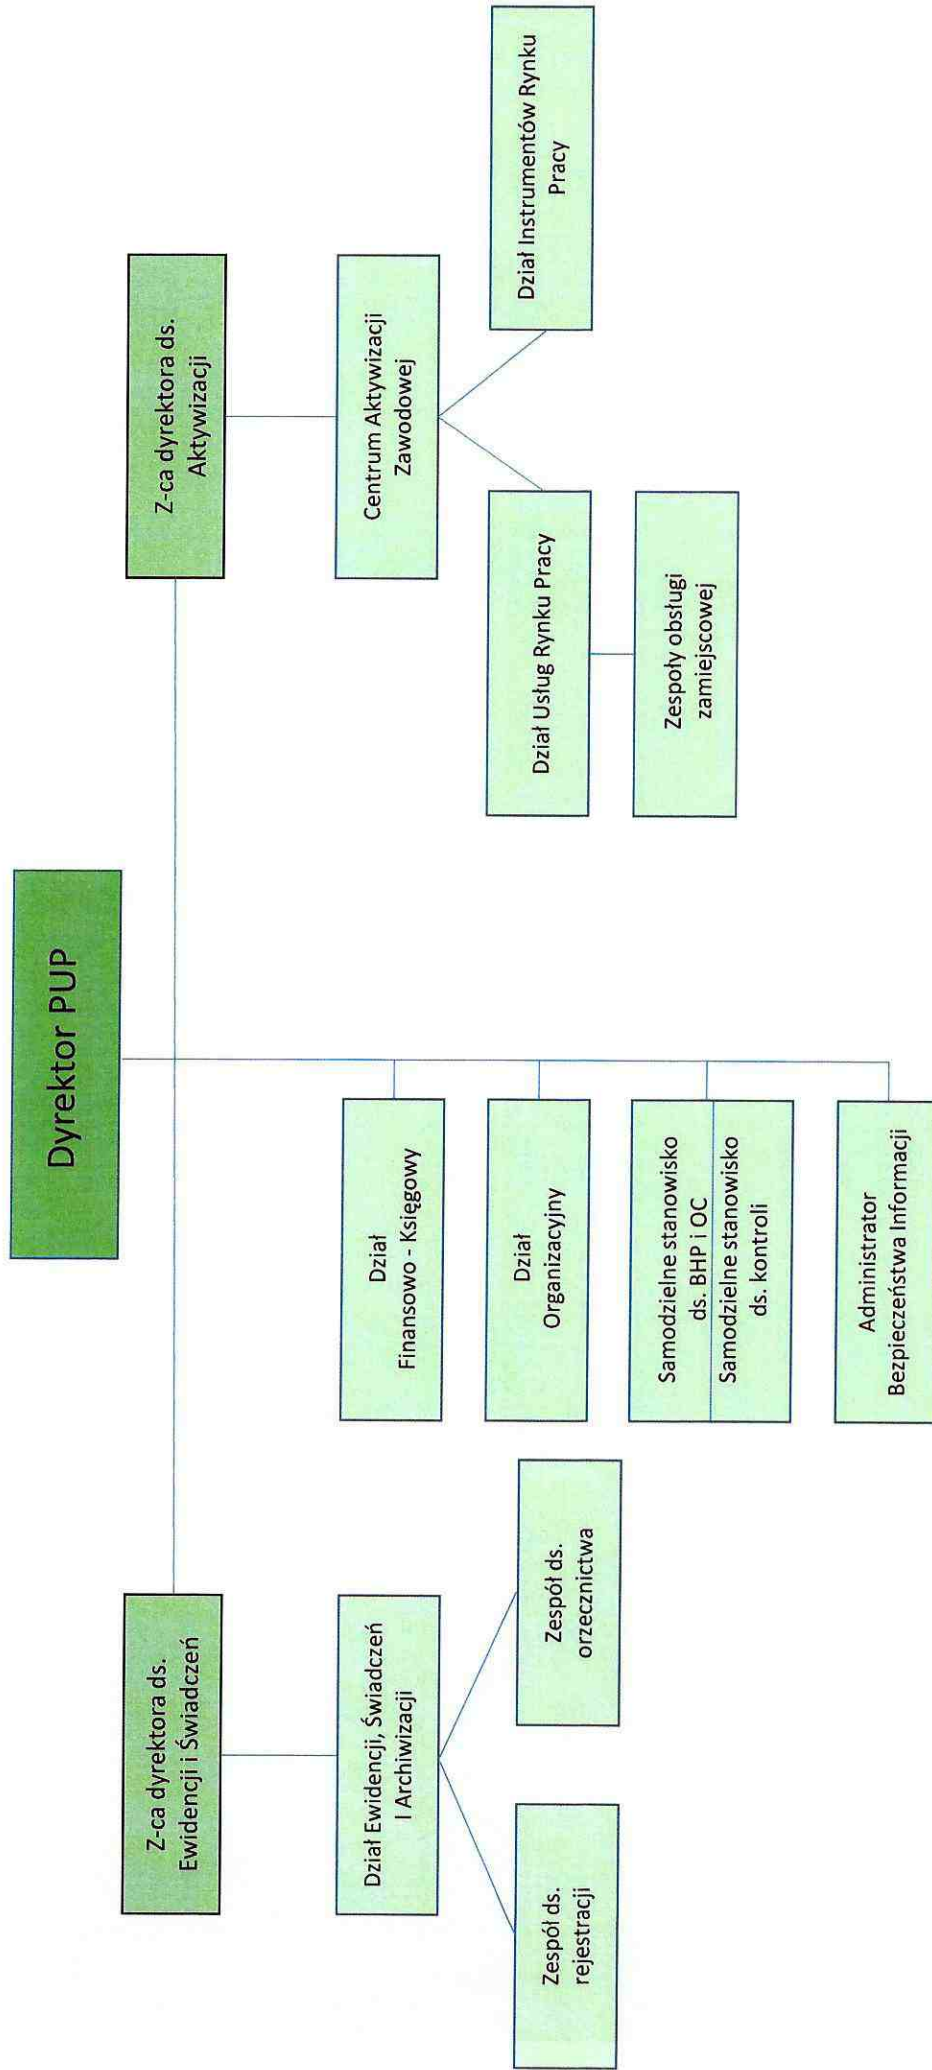 Dyrektor PUP
Z-ca dyrektora ds.
Ewidencji i Świadczeń
Z-ca dyrektora ds.
Aktywizacji
Dział Ewidencji, Świadczeń
I Archiwizacji
Zespół ds.
rejestracji
Zespół ds.
orzecznictwa
Dział
Finansowo - Księgowy
Dział
Organizacyjny
Samodzielne stanowisko
ds. BHP i OC
Samodzielne stanowisko
ds. kontroli
Administrator
Bezpieczeństwa Informacji
Centrum Aktywizacji
Zawodowej
Dział Usług Rynku Pracy
Zespoły obsługi
zamiejscowej
Dział Instrumentów Rynku
Pracy